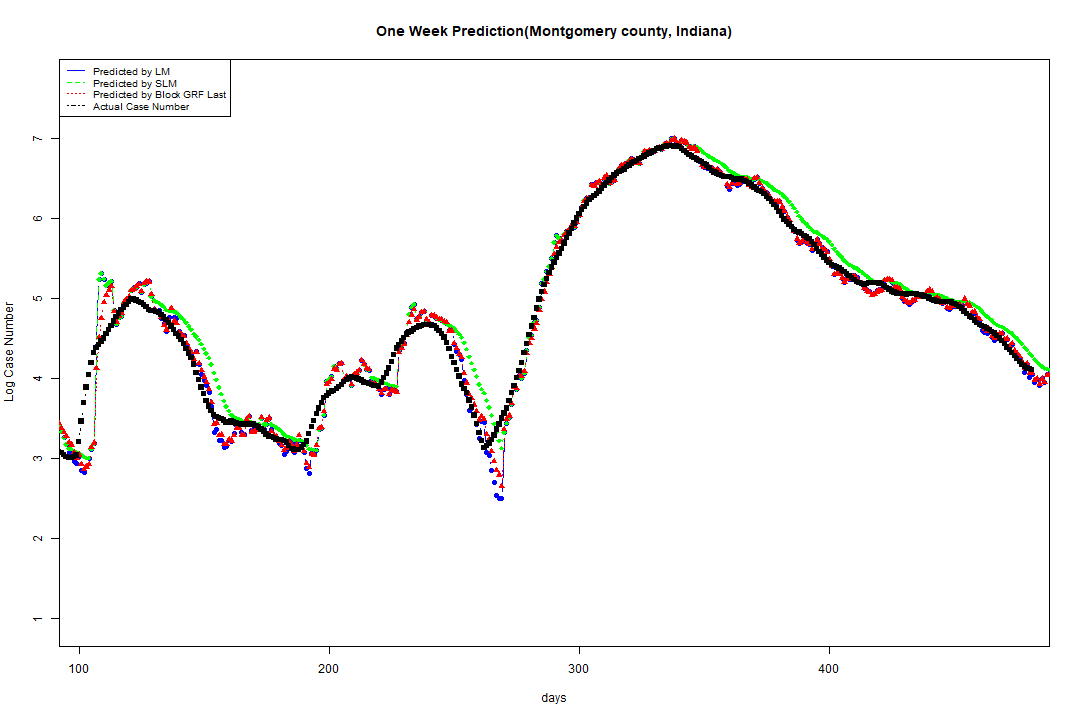 One Week Prediction(Montgomery county, Indiana)
Predicted by LM
Predicted by SLM
Predicted by Block GRF Last
Actual Case Number
7
6
5
4
3
2
1
Log Case Number
100 200 300 400
days